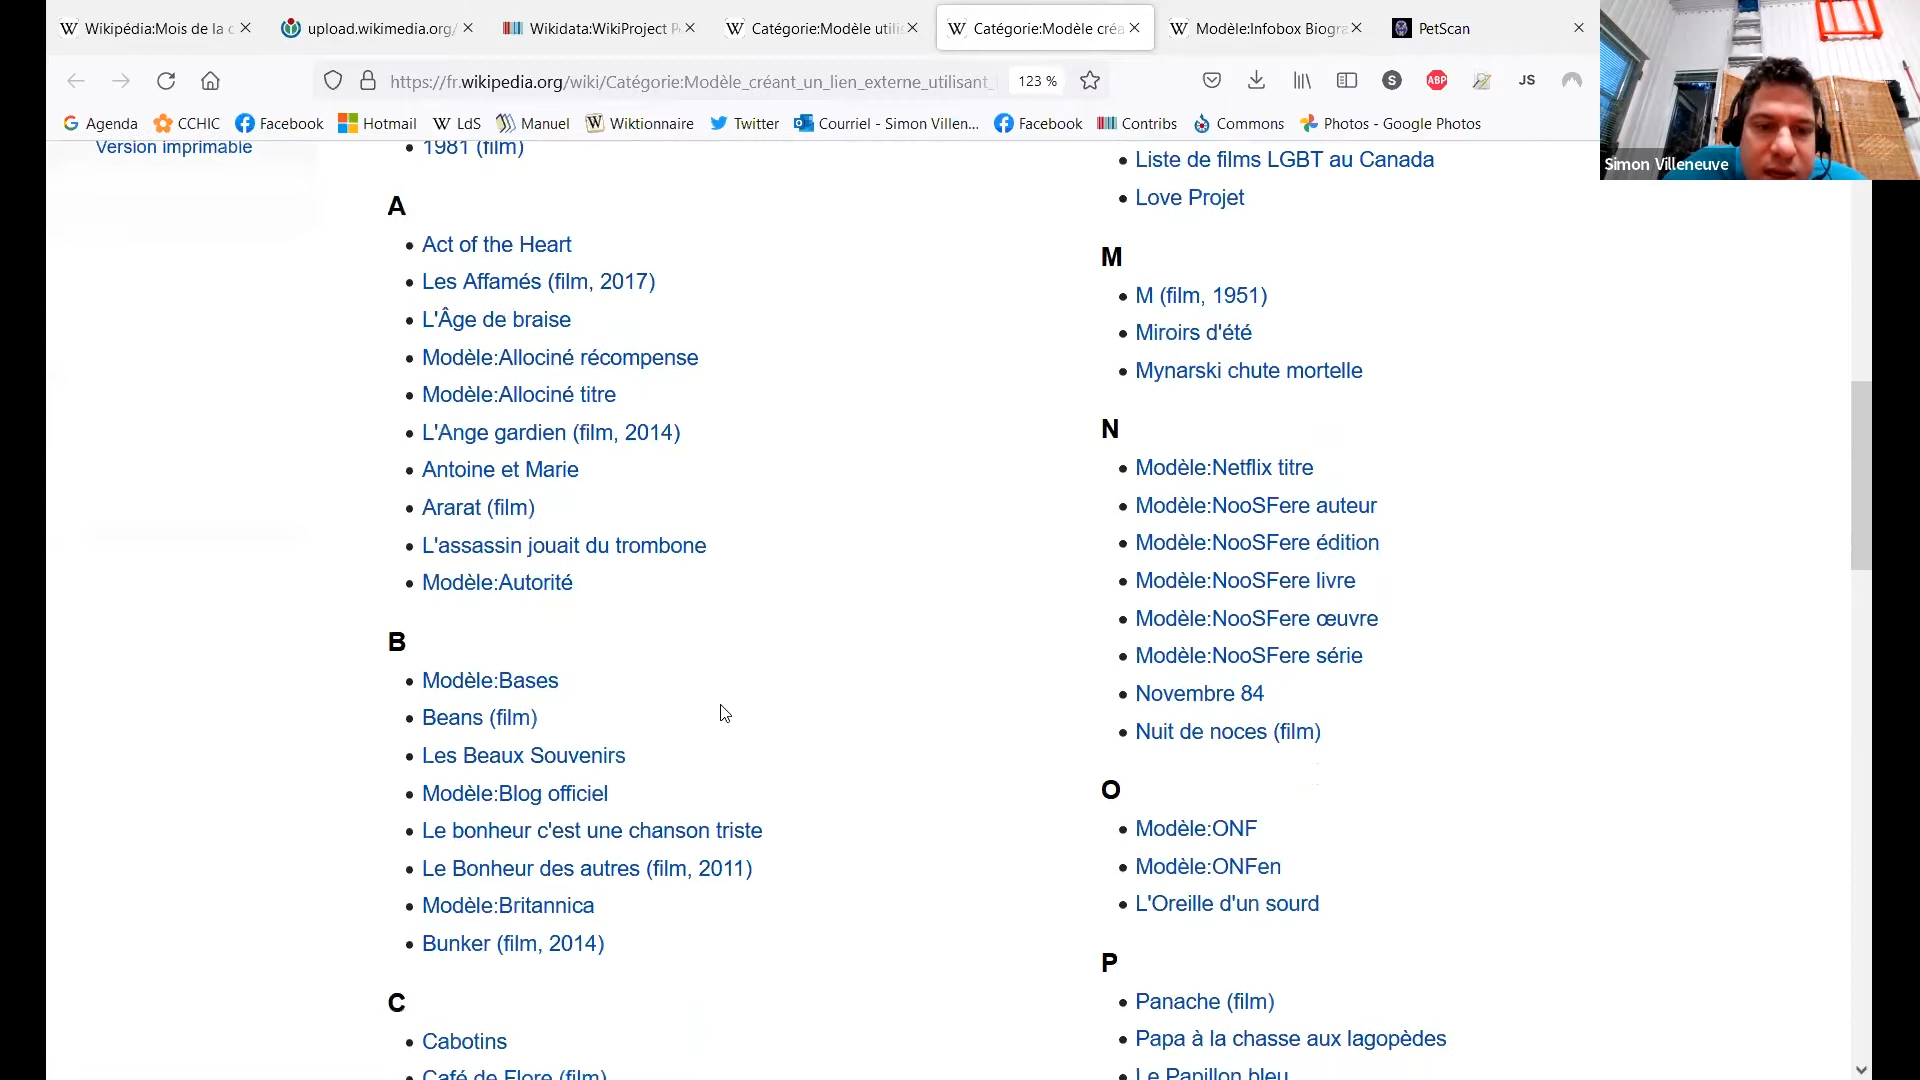 Wikipédia:Mois de la c
upload.wikimedia.org/
Wikidata:WikiProject P
Catégorie:Modèle utili
Catégorie:Modèle créa
Modèle:Infobox Biogra
PetScan
https://fr.wikipedia.org/wiki/Catégorie:Modèle_créant_un_lien_externe_utilisant_
123 %
S
ABP
JS
Agenda
CCHIC
Facebook
Hotmail
LdS
Manuel
Wiktionnaire
Twitter
Courriel - Simon Villen...
Facebook
Contribs
Commons
Photos - Google Photos
Simon Villeneuve
Version imprimable
1981 (film)
A
Act of the Heart
Les Affamés (film, 2017)
L'Âge de braise
Modèle:Allociné récompense
Modèle:Allociné titre
L'Ange gardien (film, 2014)
Antoine et Marie
Ararat (film)
L'assassin jouait du trombone
Modèle:Autorité
B
Modèle:Bases
Beans (film)
Les Beaux Souvenirs
Modèle:Blog officiel
Le bonheur c'est une chanson triste
Le Bonheur des autres (film, 2011)
Modèle:Britannica
Bunker (film, 2014)
C
Cabotins
Café de Flore (film)
Liste de films LGBT au Canada
Love Projet
M
M (film, 1951)
Miroirs d'été
Mynarski chute mortelle
N
Modèle:Netflix titre
Modèle:NooSFere auteur
Modèle:NooSFere édition
Modèle:NooSFere livre
Modèle:NooSFere œuvre
Modèle:NooSFere série
Novembre 84
Nuit de noces (film)
O
Modèle:ONF
Modèle:ONFen
L'Oreille d'un sourd
P
Panache (film)
Papa à la chasse aux lagopèdes
Le Papillon bleu